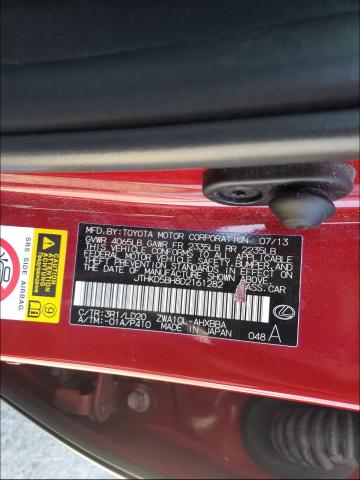 MFD.BY:TOYOTA MOTOR CORPORATION 07/13
GVWR 4065LB GAWR FR 2335LB RR 2235LB
THIS VEHICLE CONFORMS TO ALL APPLICABLE
FEDERAL MOTOR VEHICLE SAFETY, BUMPER, AND
THEFT PREVENTION STANDARDS IN EFFECT ON THE
DATE OF MANUFACTURE SHOWN ABOVE.
JTHKD5BH8D2161282 PASS.CAR
C/TR:3R1/LD20 ZWA10L-AHXBBA
A/TM:-01A/P410 MADE IN JAPAN 048 A
SRS SIDE AIRBAG
9